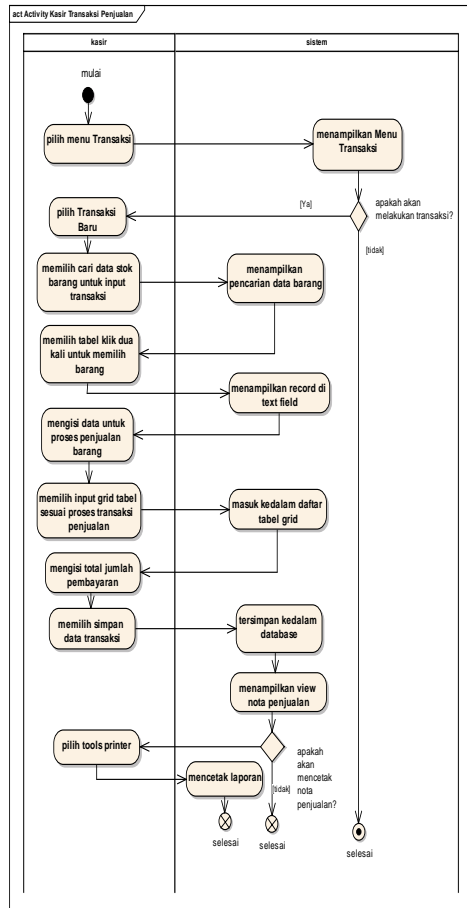 act Activity Kasir Transaksi Penjualan
kasir
sistem
mulai
pilih menu Transaksi
menampilkan Menu
Transaksi
apakah akan
melakukan transaksi?
[Ya]
[tidak]
pilih Transaksi
Baru
memilih cari data stok
barang untuk input
transaksi
menampilkan
pencarian data barang
memilih tabel klik dua
kali untuk memilih
barang
menampilkan record di
text field
mengisi data untuk
proses penjualan
barang
memilih input grid tabel
sesuai proses transaksi
penjualan
masuk kedalam daftar
tabel grid
mengisi total jumlah
pembayaran
memilih simpan
data transaksi
tersimpan kedalam
database
menampilkan view
nota penjualan
pilih tools printer
apakah
akan
mencetak
nota
penjualan?
[tidak]
mencetak laporan
selesai
selesai
selesai